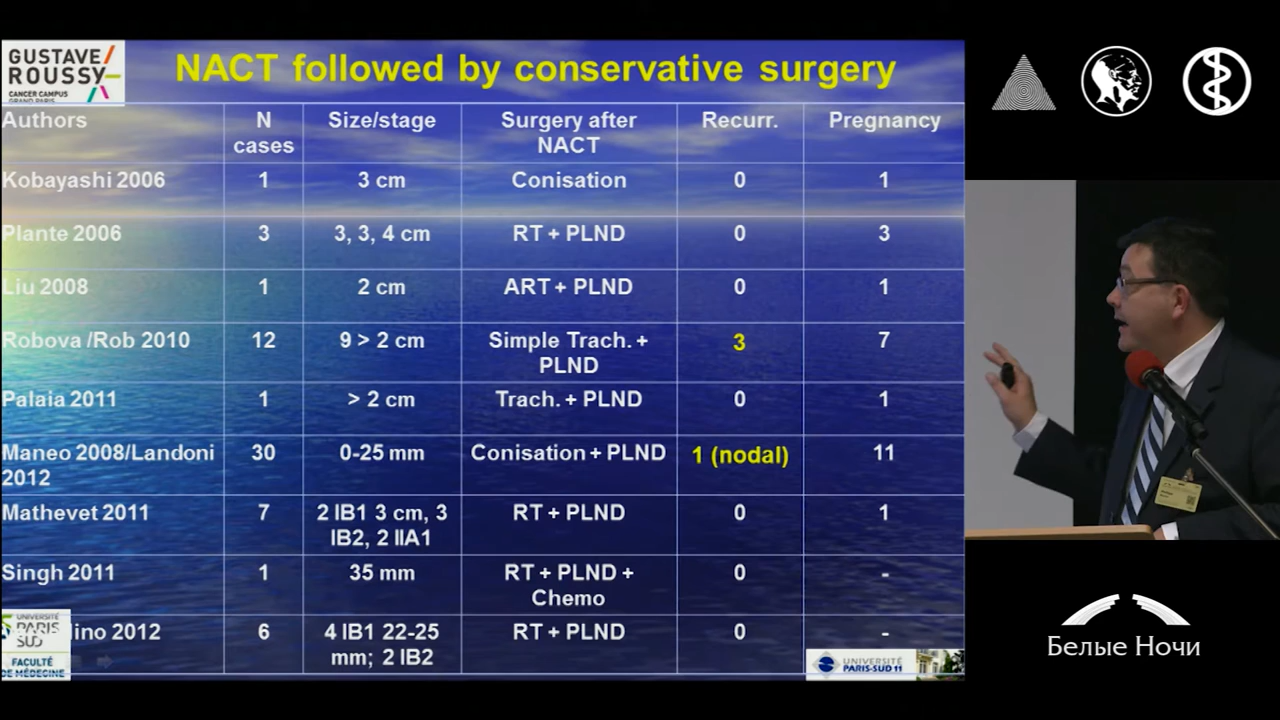 GUSTAVE/
ROUSSY
CANCER CAMPUS
GRAND PARIS
NACT followed by conservative surgery
Authors N cases Size/stage Surgery after NACT Recurr. Pregnancy
Kobayashi 2006 1 3 cm Conisation 0 1
Plante 2006 3 3, 3, 4 cm RT + PLND 0 3
Liu 2008 1 2 cm ART + PLND 0 1
Robova /Rob 2010 12 9 > 2 cm Simple Trach. + PLND 3 7
Palaia 2011 1 > 2 cm Trach. + PLND 0 1
Maneo 2008/Landoni 2012 30 0-25 mm Conisation + PLND 1 (nodal) 11
Mathevet 2011 7 2 IB1 3 cm, 3 IB2, 2 IIA1 RT + PLND 0 1
Singh 2011 1 35 mm RT + PLND + Chemo 0 -
lino 2012 6 4 IB1 22-25 mm; 2 IB2 RT + PLND 0 -
UNIVERSITÉ
PARIS
SUD
FACULTÉ
DE MÉDECINE
UNIVERSITÉ
PARIS-SUD 11
Белые Ночи